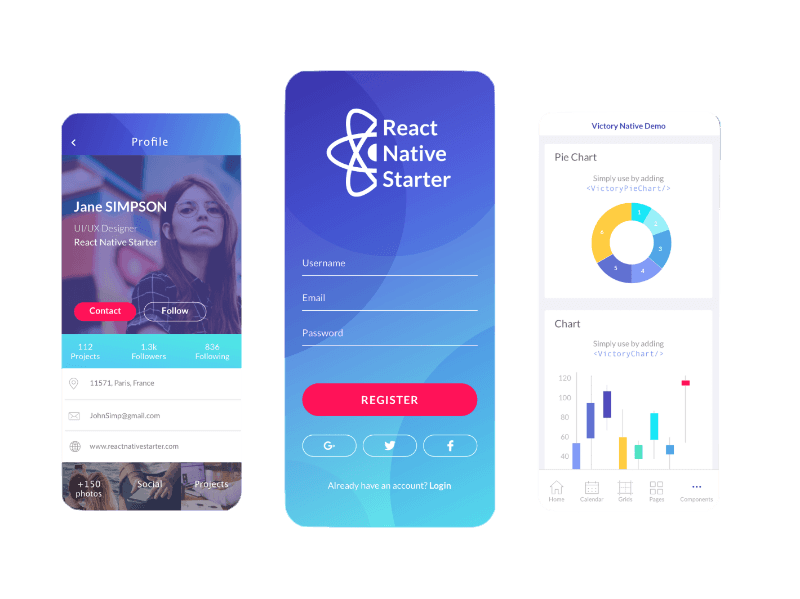 Profile
Jane SIMPSON
UI/UX Designer
React Native Starter
Contact
Follow
112
Projects
1.3k
Followers
836
Following
11571, Paris, France
JohnSimp@gmail.com
www.reactnativestarter.com
+150
photos
Social
Projects
React
Native
Starter
Username
Email
Password
REGISTER
G+
f
Already have an account? Login
Victory Native Demo
Pie Chart
Simply use by adding
<VictoryPieChart/>
1
2
3
4
5
6
Chart
Simply use by adding
<VictoryChart/>
120
100
80
60
40
Home
Calendar
Grids
Pages
Components